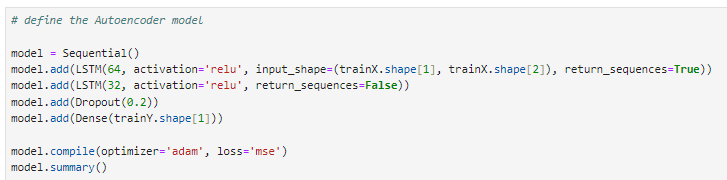 # define the Autoencoder model
model = Sequential()
model.add(LSTM(64, activation='relu', input_shape=(trainX.shape[1], trainX.shape[2]), return_sequences=True))
model.add(LSTM(32, activation='relu', return_sequences=False))
model.add(Dropout(0.2))
model.add(Dense(trainY.shape[1]))
model.compile(optimizer='adam', loss='mse')
model.summary()